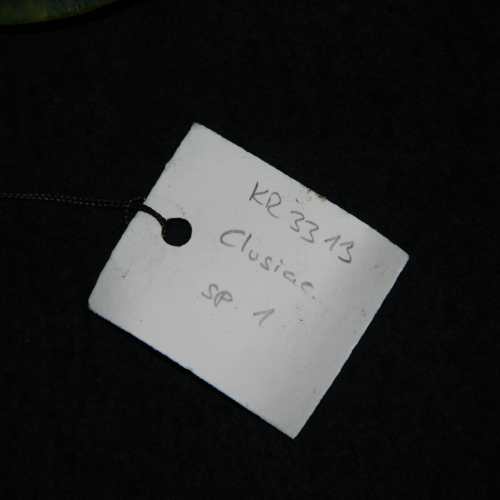 KR 3313
Clusiac.
sp. 1